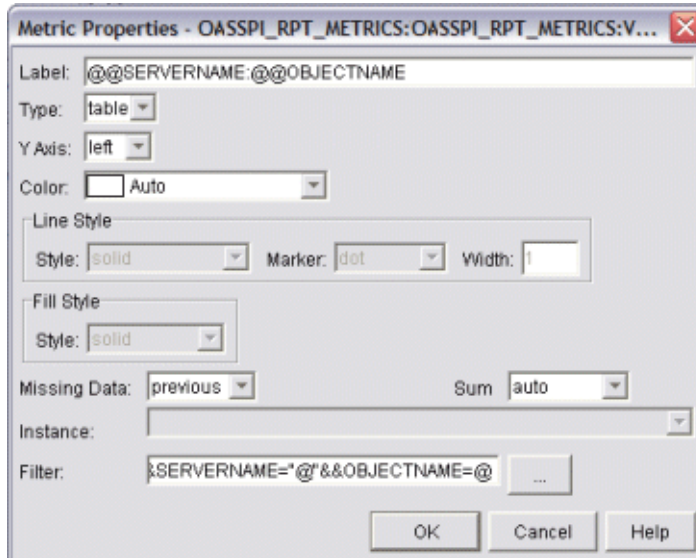 Metric Properties - OASSPI_RPT_METRICS:OASSPI_RPT_METRICS:V...
Label: @@SERVERNAME:@@OBJECTNAME
Type: table
Y Axis: left
Color: Auto
Line Style
Style: solid Marker: dot Width: 1
Fill Style
Style: solid
Missing Data: previous Sum auto
Instance:
Filter: &SERVERNAME="@"&&OBJECTNAME=@ ...
OK Cancel Help